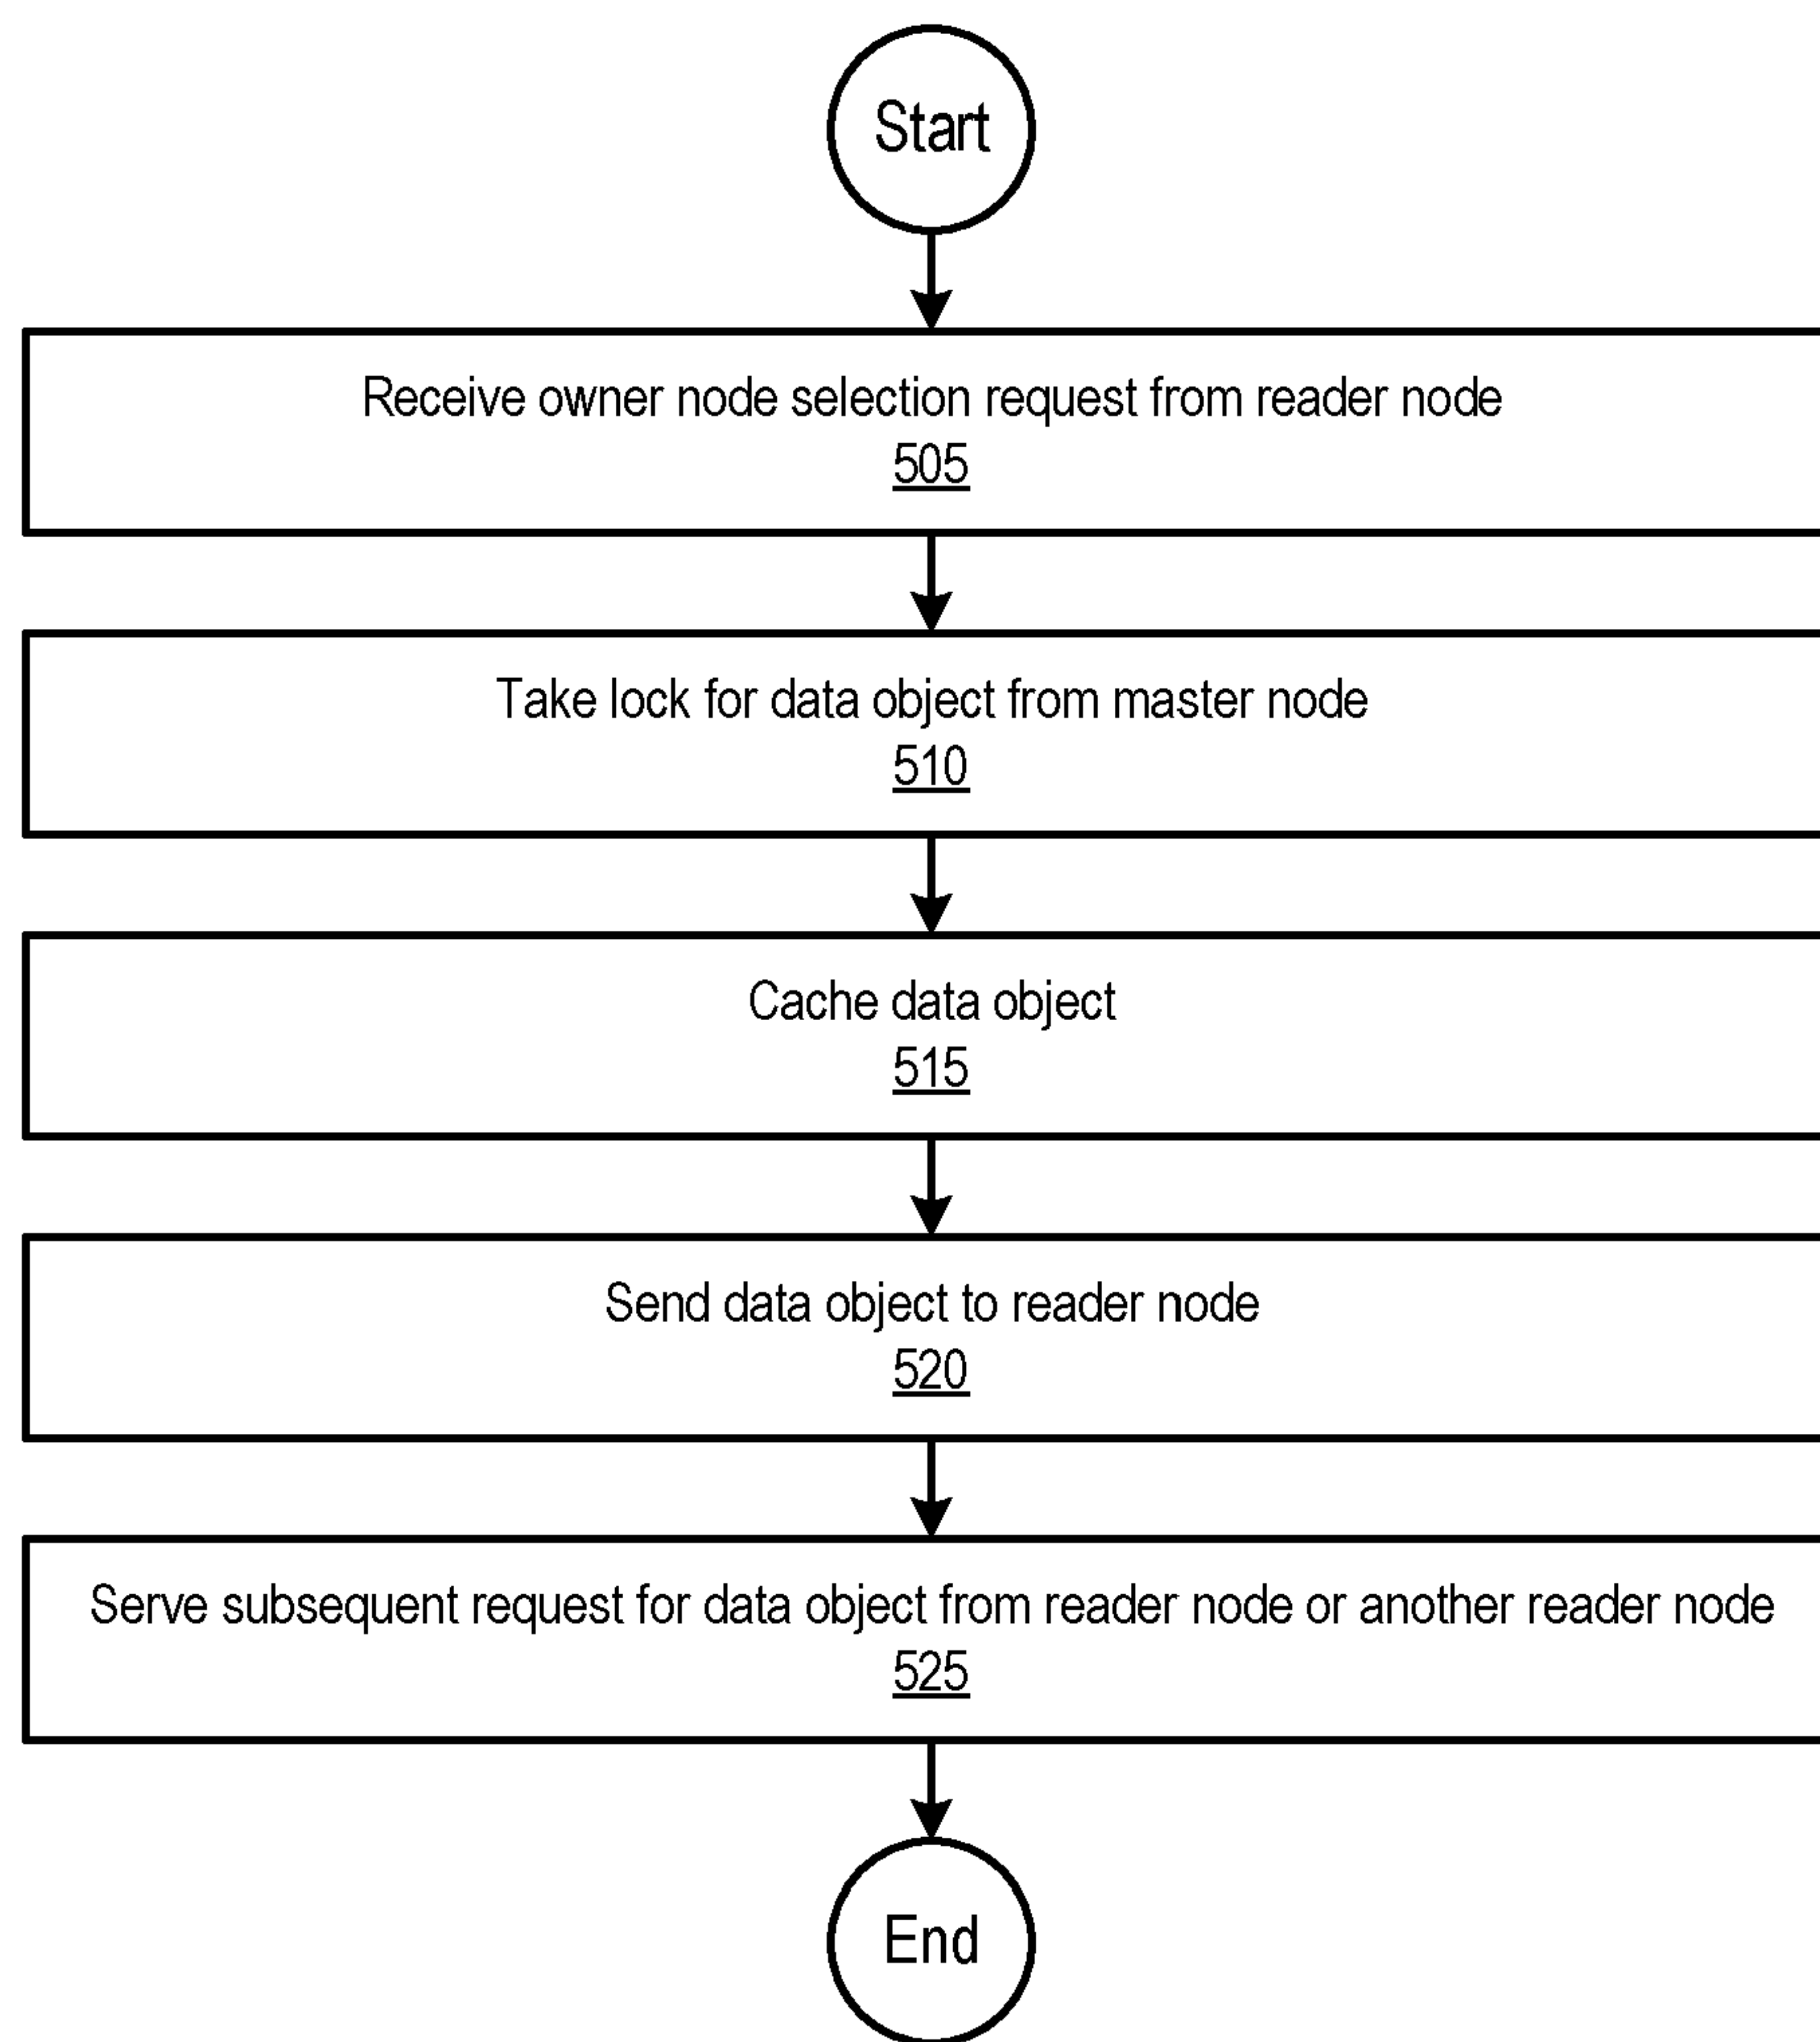 Start
Receive owner node selection request from reader node
505
Take lock for data object from master node
510
Cache data object
515
Send data object to reader node
520
Serve subsequent request for data object from reader node or another reader node
525
End